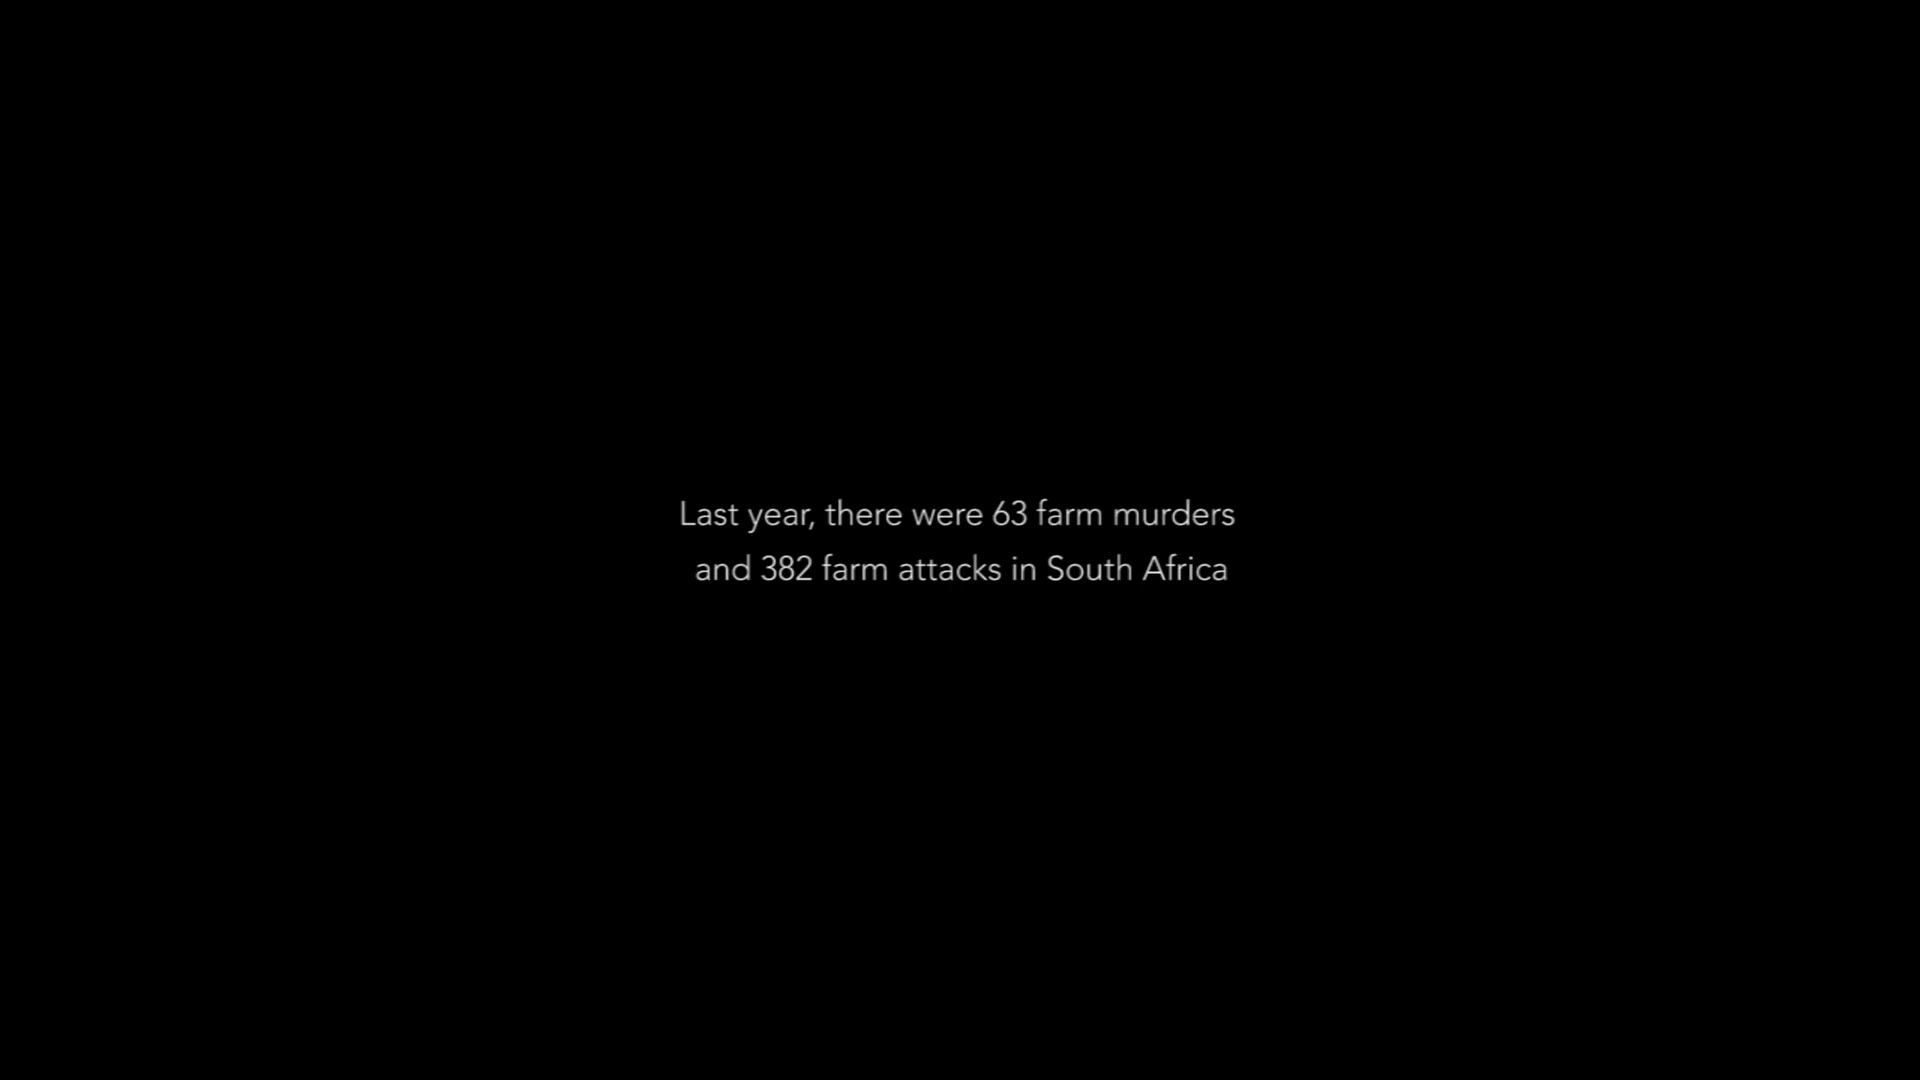 Last year, there were 63 farm murders
and 382 farm attacks in South Africa